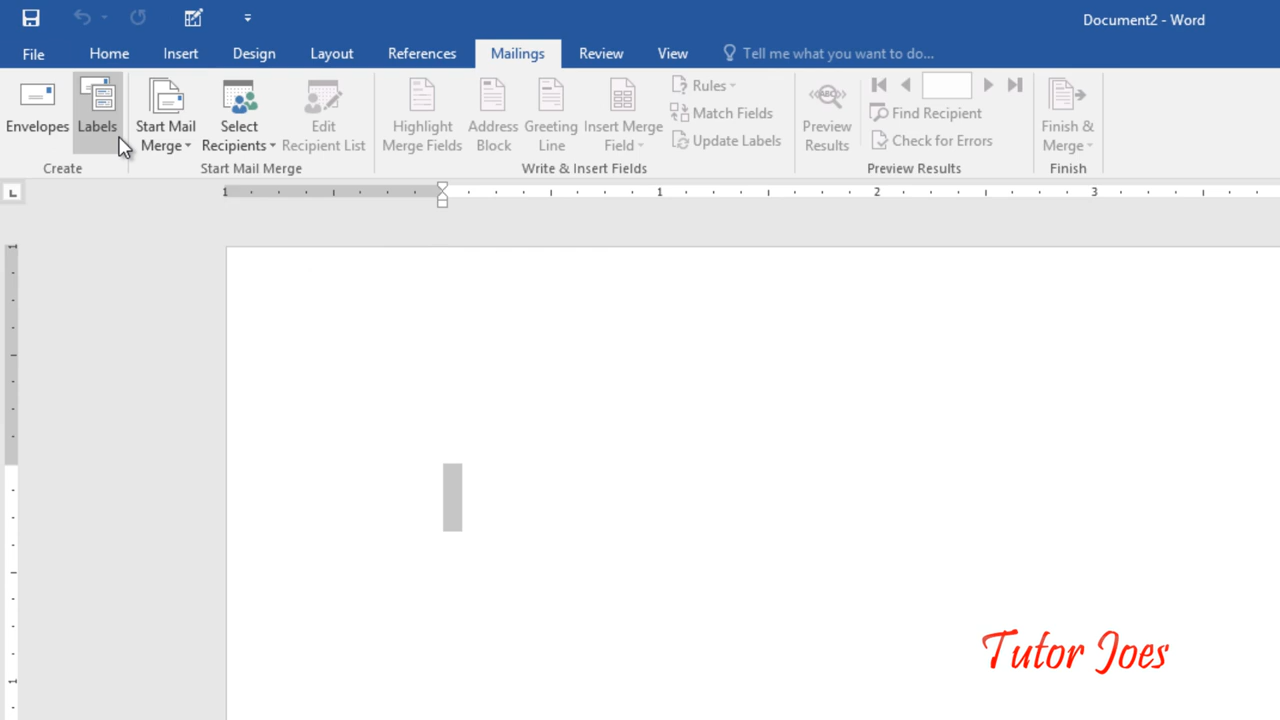 Document2 - Word
File Home Insert Design Layout References Mailings Review View Tell me what you want to do...
Envelopes
Labels
Start Mail
Merge
Select
Recipients
Edit
Recipient List
Highlight
Merge Fields
Address
Block
Greeting
Line
Insert Merge
Field
Rules
Match Fields
Update Labels
ABC
Preview
Results
Find Recipient
Check for Errors
Finish &
Merge
Create
Start Mail Merge
Write & Insert Fields
Preview Results
Finish
L
1 1 2 3
1
1
Tutor Joes